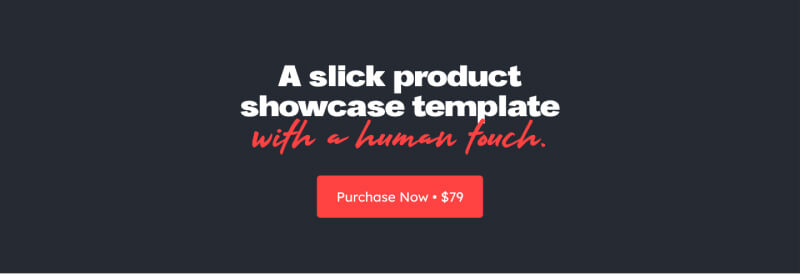 A slick product
showcase template
with a human touch.
Purchase Now • $79